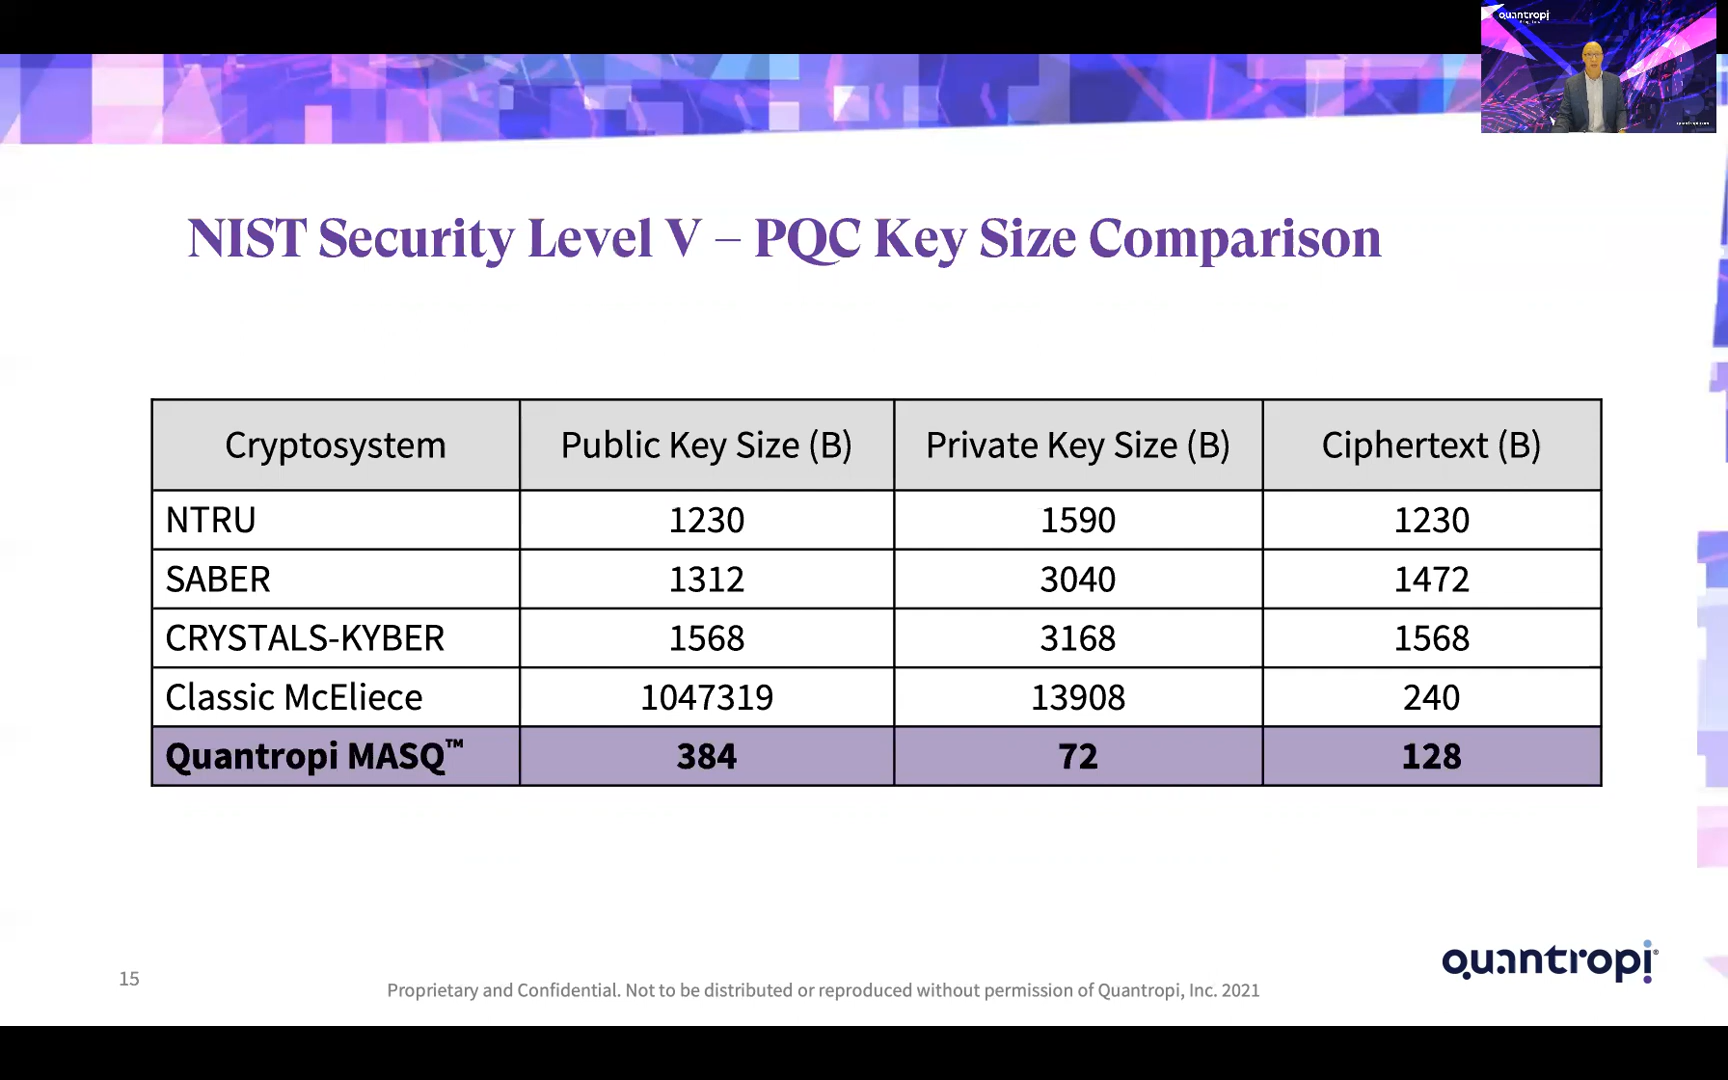 quantropi
NIST Security Level V – PQC Key Size Comparison
Cryptosystem Public Key Size (B) Private Key Size (B) Ciphertext (B)
NTRU 1230 1590 1230
SABER 1312 3040 1472
CRYSTALS-KYBER 1568 3168 1568
Classic McEliece 1047319 13908 240
Quantropi MASQ™ 384 72 128
quantropi®
15
Proprietary and Confidential. Not to be distributed or reproduced without permission of Quantropi, Inc. 2021